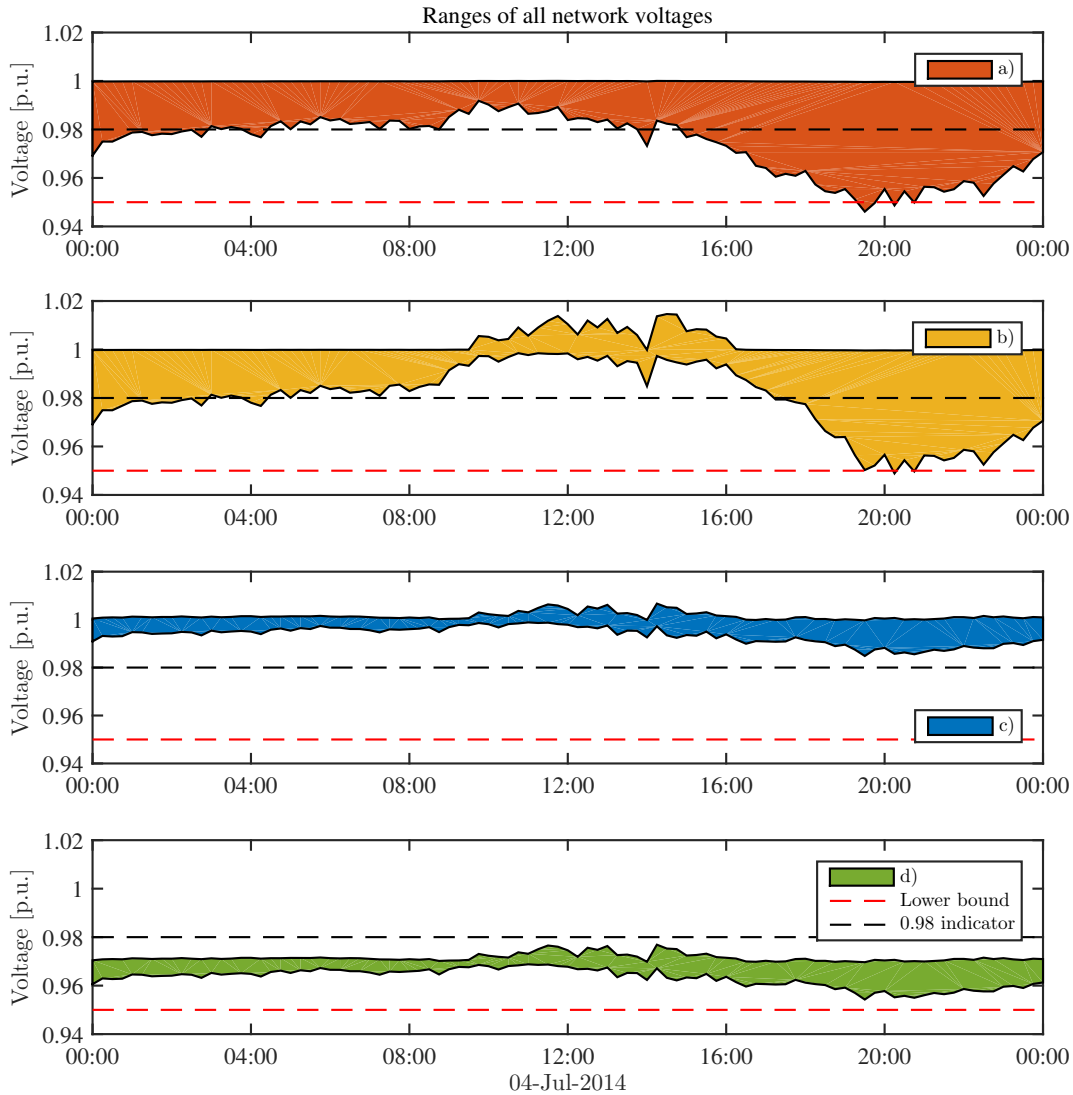 Ranges of all network voltages
1.02
1
0.98
0.96
0.94
Voltage [p.u.]
a)
00:00 04:00 08:00 12:00 16:00 20:00 00:00
1.02
1
0.98
0.96
0.94
Voltage [p.u.]
b)
00:00 04:00 08:00 12:00 16:00 20:00 00:00
1.02
1
0.98
0.96
0.94
Voltage [p.u.]
c)
00:00 04:00 08:00 12:00 16:00 20:00 00:00
1.02
1
0.98
0.96
0.94
Voltage [p.u.]
d)
Lower bound
0.98 indicator
00:00 04:00 08:00 12:00 16:00 20:00 00:00
04-Jul-2014